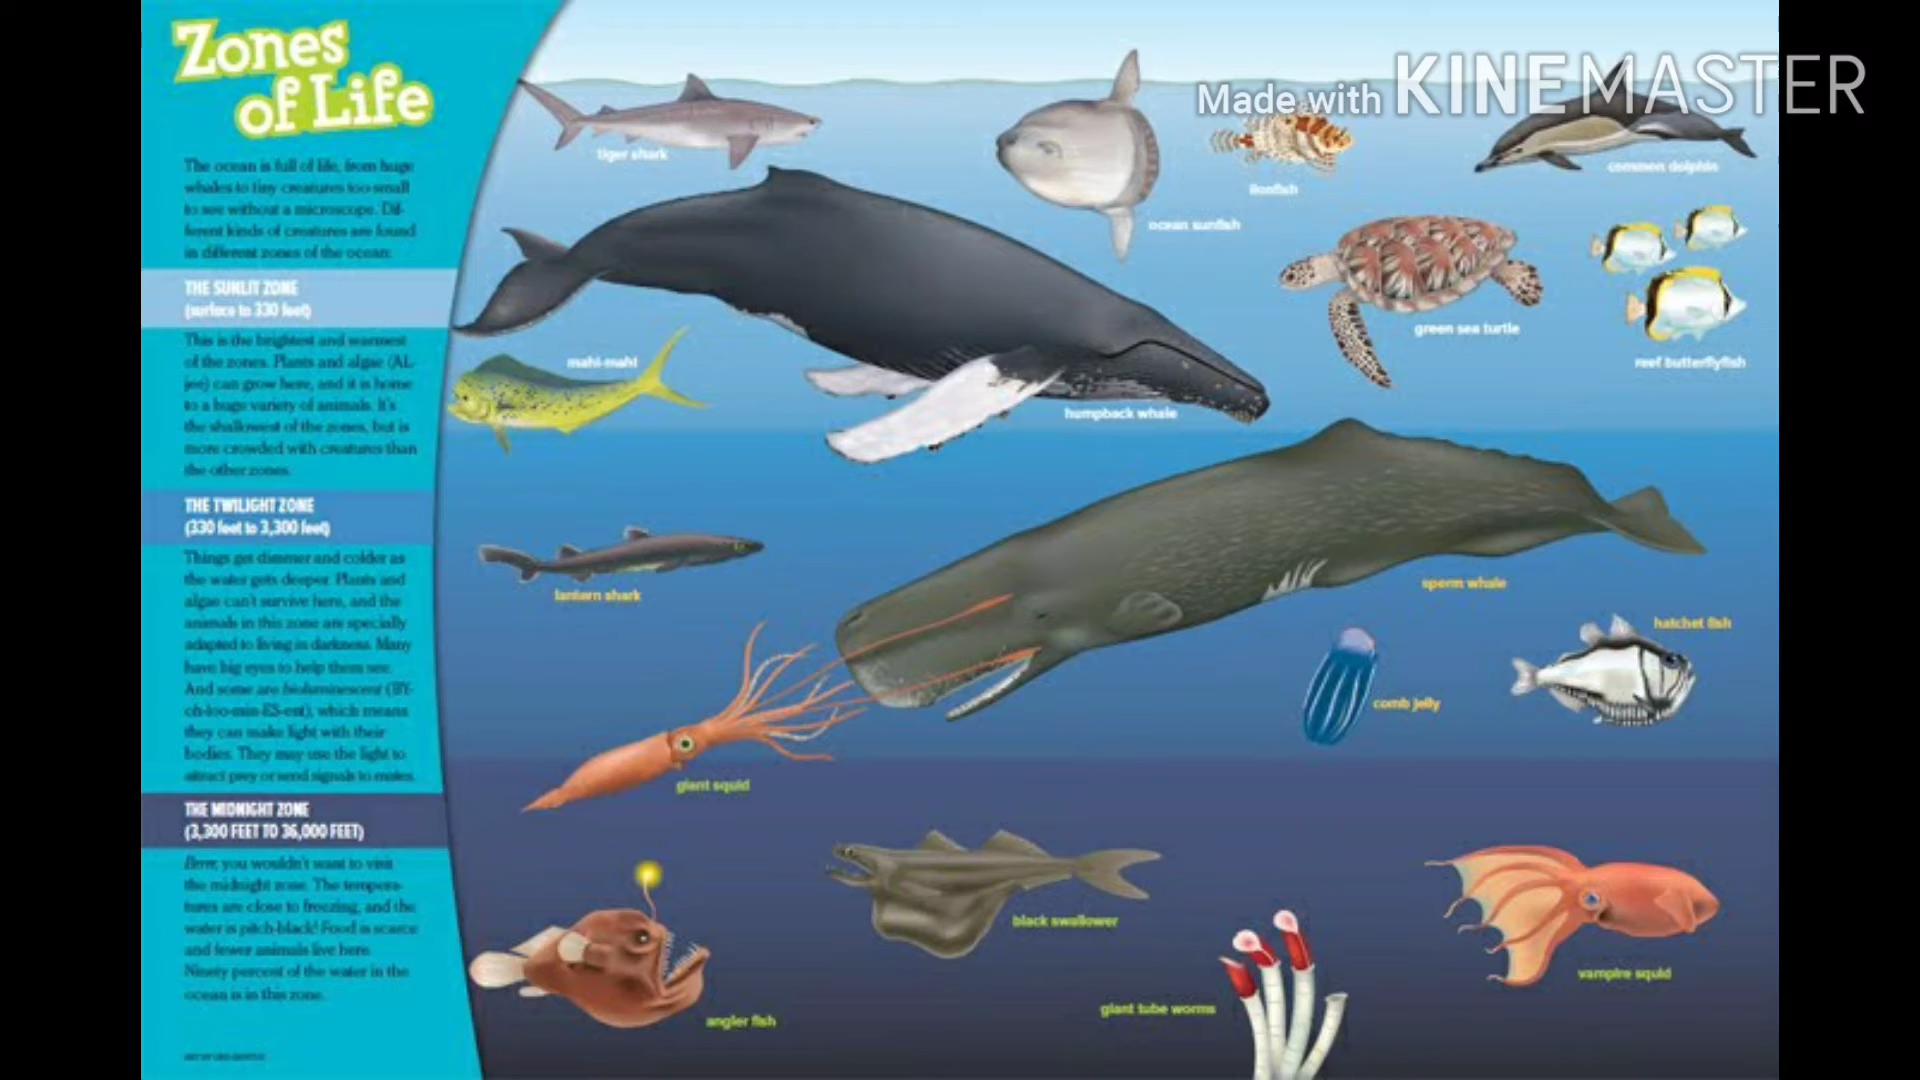 Zones
of Life
The ocean is full of life, from huge
whales to tiny creatures too small
to see without a microscope. Dif-
ferent kinds of creatures are found
in different zones of the ocean:
THE SUNLIT ZONE
(surface to 330 feet)
This is the brightest and warmest
of the zones. Plants and algae (AL-
jee) can grow here, and it is home
to a huge variety of animals. It's
the shallowest of the zones, but is
more crowded with creatures than
the other zones.
THE TWILIGHT ZONE
(330 feet to 3,300 feet)
Things get dimmer and colder as
the water gets deeper. Plants and
algae can't survive here, and the
animals in this zone are specially
adapted to living in darkness. Many
have big eyes to help them see.
And some are bioluminescent (BY-
oh-loo-min-ES-ent), which means
they can make light with their
bodies. They may use the light to
attract prey or send signals to mates.
THE MIDNIGHT ZONE
(3,300 FEET TO 36,000 FEET)
Brrrr, you wouldn't want to visit
the midnight zone. The tempera-
tures are close to freezing, and the
water is pitch-black! Food is scarce
and fewer animals live here.
Ninety percent of the water in the
ocean is in this zone.
Made with KINEMASTER
tiger shark
lionfish
common dolphin
ocean sunfish
green sea turtle
reef butterflyfish
mahi-mahi
humpback whale
lantern shark
sperm whale
hatchet fish
comb jelly
giant squid
black swallower
vampire squid
giant tube worms
angler fish